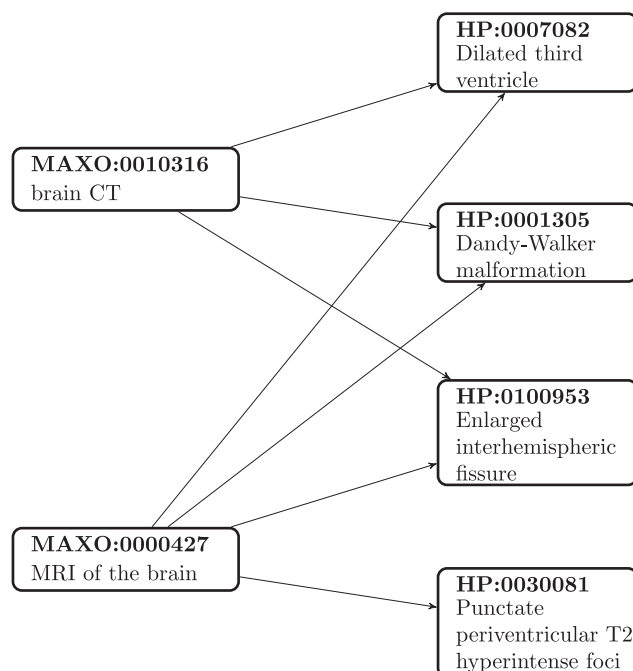 HP:0007082
Dilated third
ventricle
MAXO:0010316
brain CT
HP:0001305
Dandy-Walker
malformation
HP:0100953
Enlarged
interhemispheric
fissure
MAXO:0000427
MRI of the brain
HP:0030081
Punctate
periventricular T2
hyperintense foci